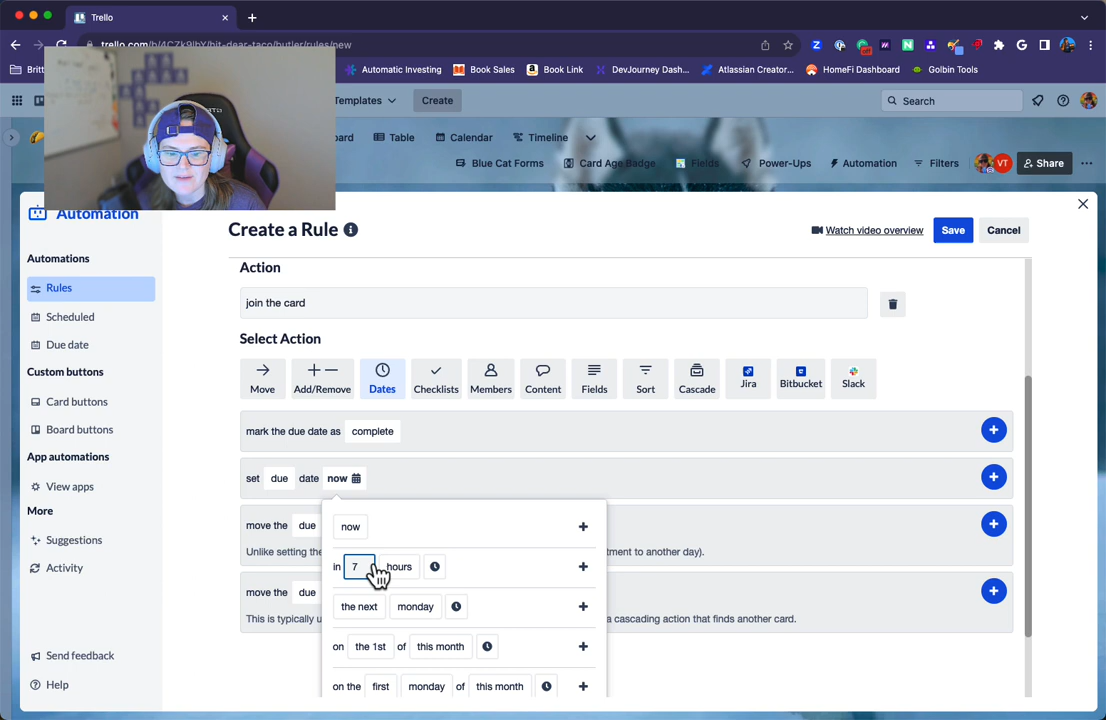 Trello
trello.com/b/4CZk9lbY/bit-dear-taco/butler/rules/new
Britt
Automatic Investing
Book Sales
Book Link
DevJourney Dash...
Atlassian Creator...
HomeFi Dashboard
Golbin Tools
Templates
Create
Search
Table
Calendar
Timeline
Blue Cat Forms
Card Age Badge
Fields
Power-Ups
Automation
Filters
VT
Share
Automation
Create a Rule
Watch video overview
Save
Cancel
Automations
Rules
Scheduled
Due date
Custom buttons
Card buttons
Board buttons
App automations
View apps
More
Suggestions
Activity
Send feedback
Help
Action
join the card
Select Action
Move
Add/Remove
Dates
Checklists
Members
Content
Fields
Sort
Cascade
Jira
Bitbucket
Slack
mark the due date as complete
set due date now
move the due
Unlike setting the
tment to another day).
move the due
This is typically u
a cascading action that finds another card.
now
in 7 hours
the next monday
on the 1st of this month
on the first monday of this month